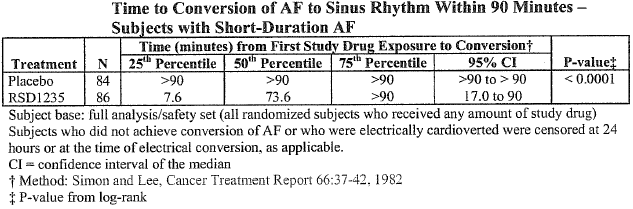 Time to Conversion of AF to Sinus Rhythm Within 90 Minutes –
Subjects with Short-Duration AF
Time (minutes) from First Study Drug Exposure to Conversion†
Treatment N 25th Percentile 50th Percentile 75th Percentile 95% CI P-value‡
Placebo 84 >90 >90 >90 >90 to > 90 < 0.0001
RSD1235 86 7.6 73.6 >90 17.0 to 90
Subject base: full analysis/safety set (all randomized subjects who received any amount of study drug)
Subjects who did not achieve conversion of AF or who were electrically cardioverted were censored at 24
hours or at the time of electrical conversion, as applicable.
CI = confidence interval of the median
† Method: Simon and Lee, Cancer Treatment Report 66:37-42, 1982
‡ P-value from log-rank